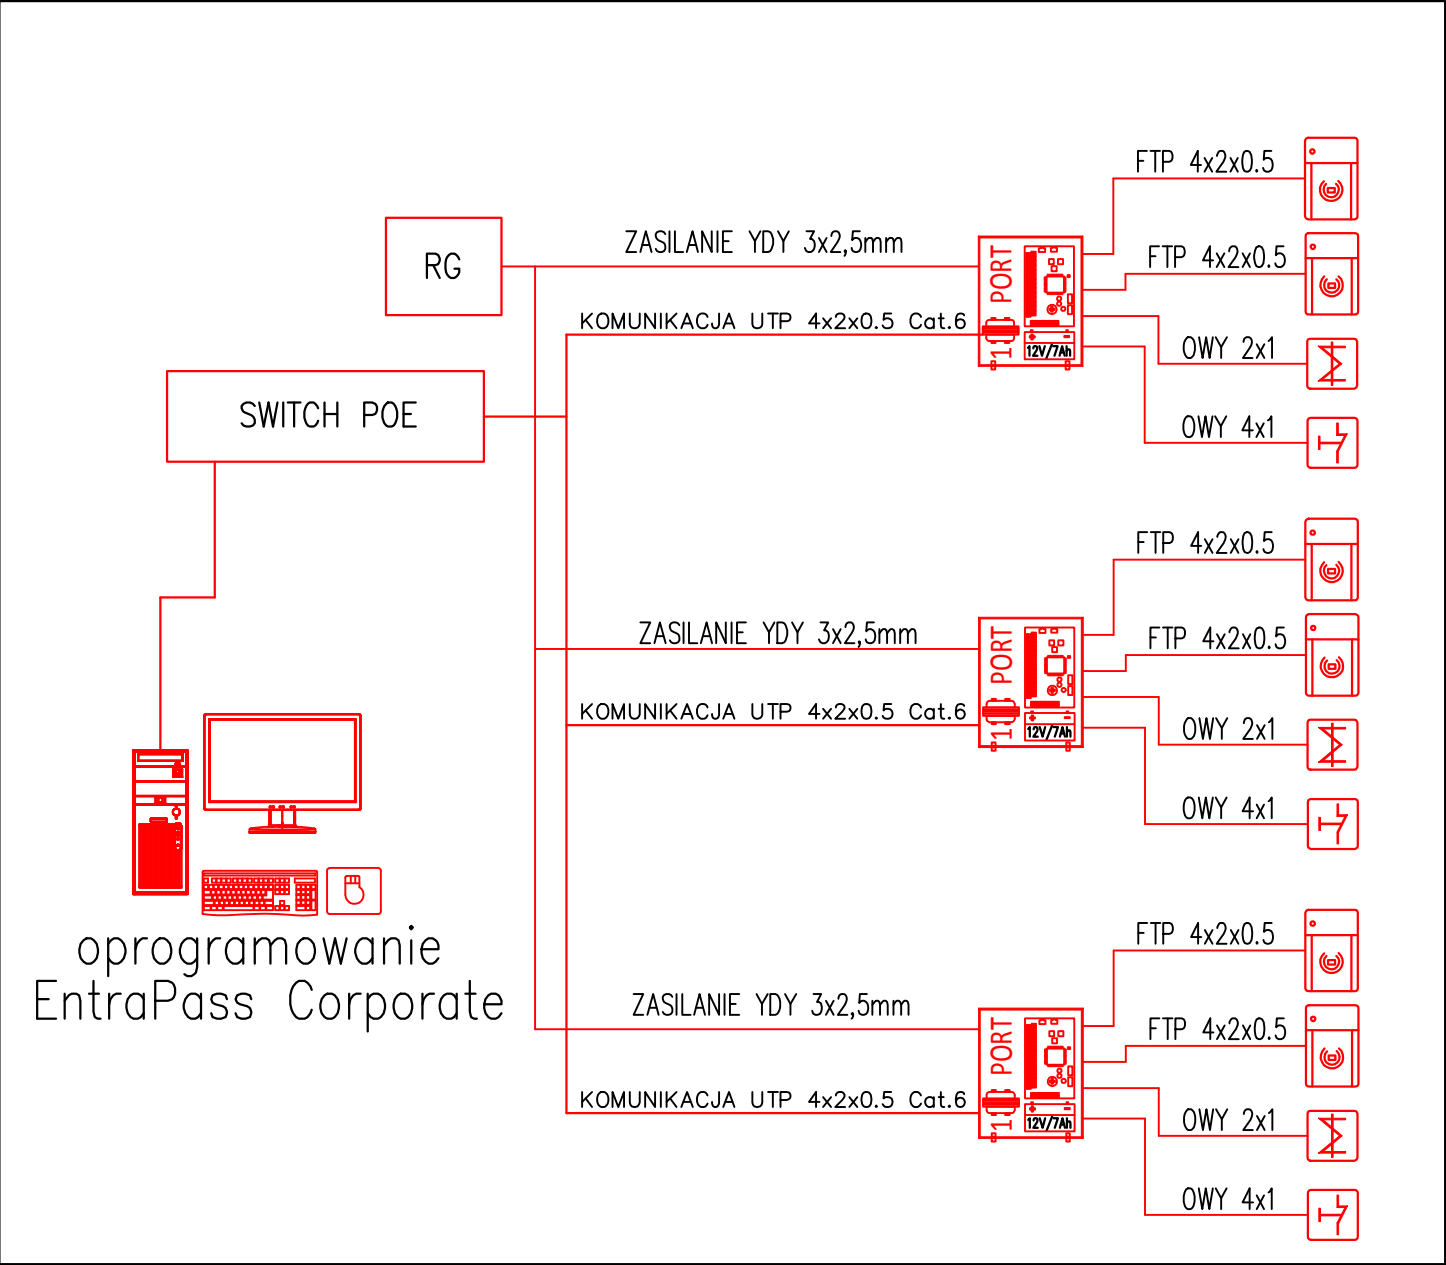 FTP 4x2x0.5
ZASILANIE YDY 3x2,5mm
RG
FTP 4x2x0.5
PORT 1
KOMUNIKACJA UTP 4x2x0.5 Cat.6
12V/7Ah
OWY 2x1
SWITCH POE
OWY 4x1
FTP 4x2x0.5
ZASILANIE YDY 3x2,5mm
FTP 4x2x0.5
PORT 1
KOMUNIKACJA UTP 4x2x0.5 Cat.6
12V/7Ah
OWY 2x1
OWY 4x1
oprogramowanie
EntraPass Corporate
FTP 4x2x0.5
ZASILANIE YDY 3x2,5mm
FTP 4x2x0.5
PORT 1
KOMUNIKACJA UTP 4x2x0.5 Cat.6
12V/7Ah
OWY 2x1
OWY 4x1